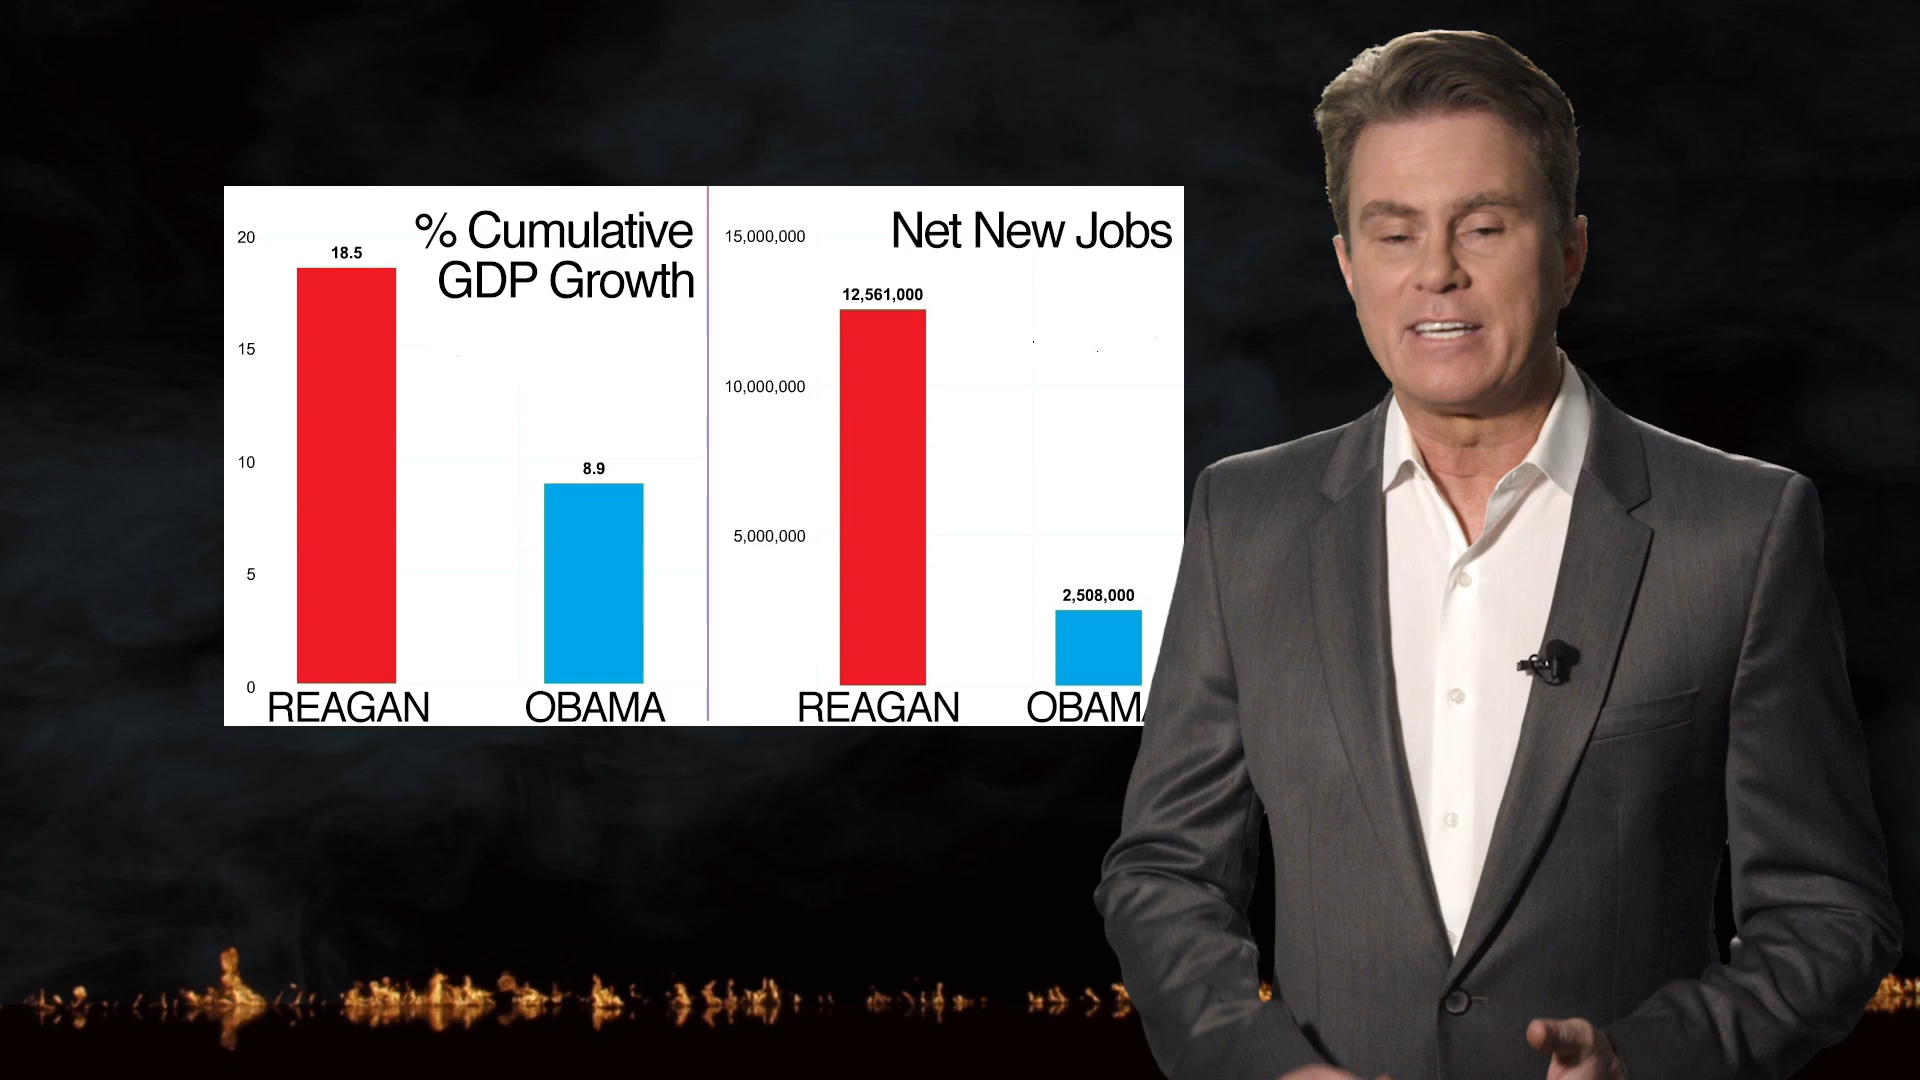 % Cumulative
GDP Growth
20
18.5
15
10
8.9
5
0
REAGAN
OBAMA
Net New Jobs
15,000,000
12,561,000
10,000,000
5,000,000
2,508,000
REAGAN
OBAMA